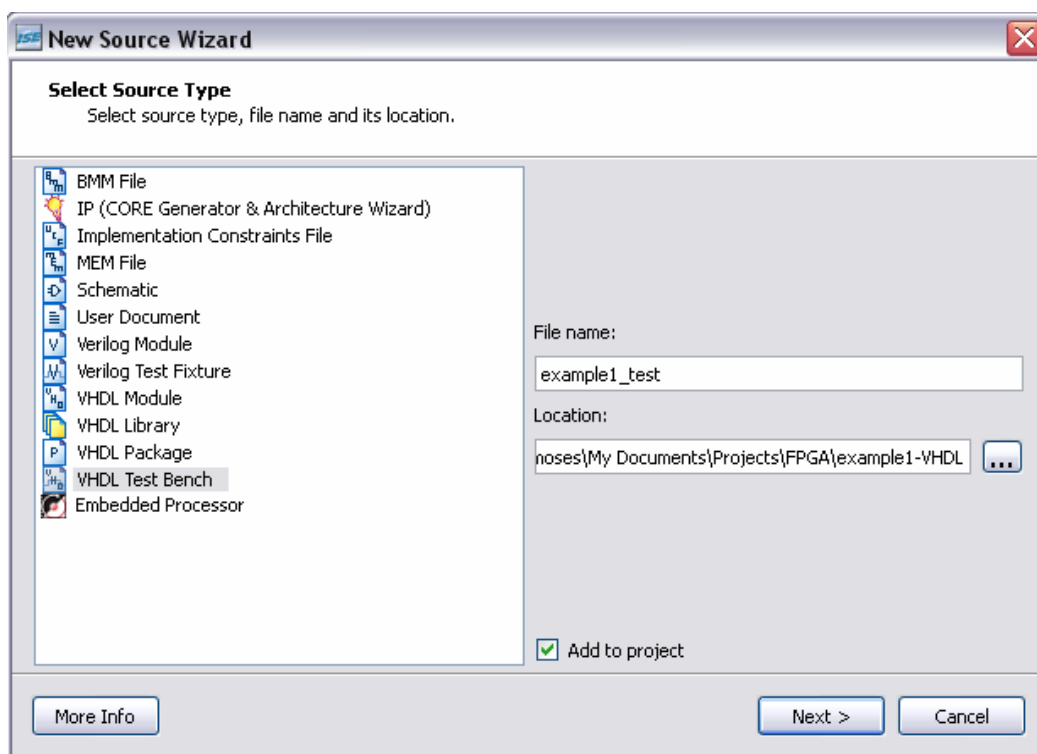 ISE New Source Wizard
Select Source Type
Select source type, file name and its location.
BMM File
IP (CORE Generator & Architecture Wizard)
Implementation Constraints File
MEM File
Schematic
User Document
Verilog Module
Verilog Test Fixture
VHDL Module
VHDL Library
VHDL Package
VHDL Test Bench
Embedded Processor
File name:
example1_test
Location:
noses\My Documents\Projects\FPGA\example1-VHDL
...
Add to project
More Info
Next >
Cancel